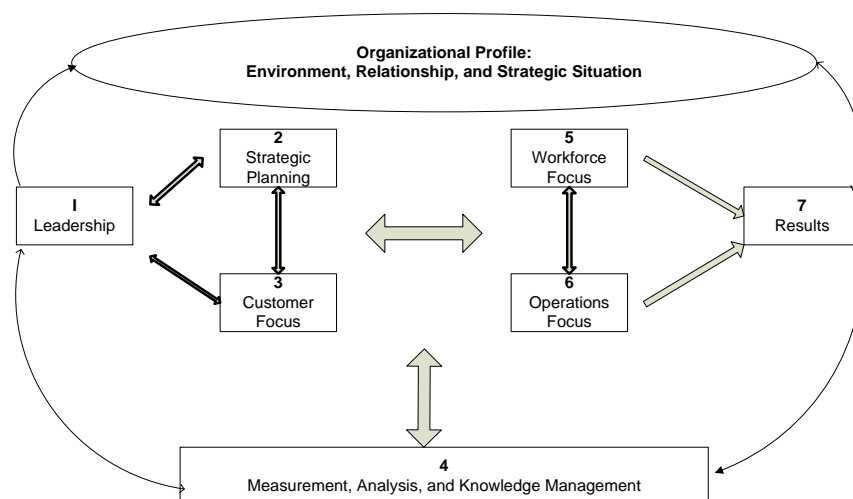 Organizational Profile:
Environment, Relationship, and Strategic Situation
2
Strategic
Planning
5
Workforce
Focus
I
Leadership
7
Results
3
Customer
Focus
6
Operations
Focus
4
Measurement, Analysis, and Knowledge Management